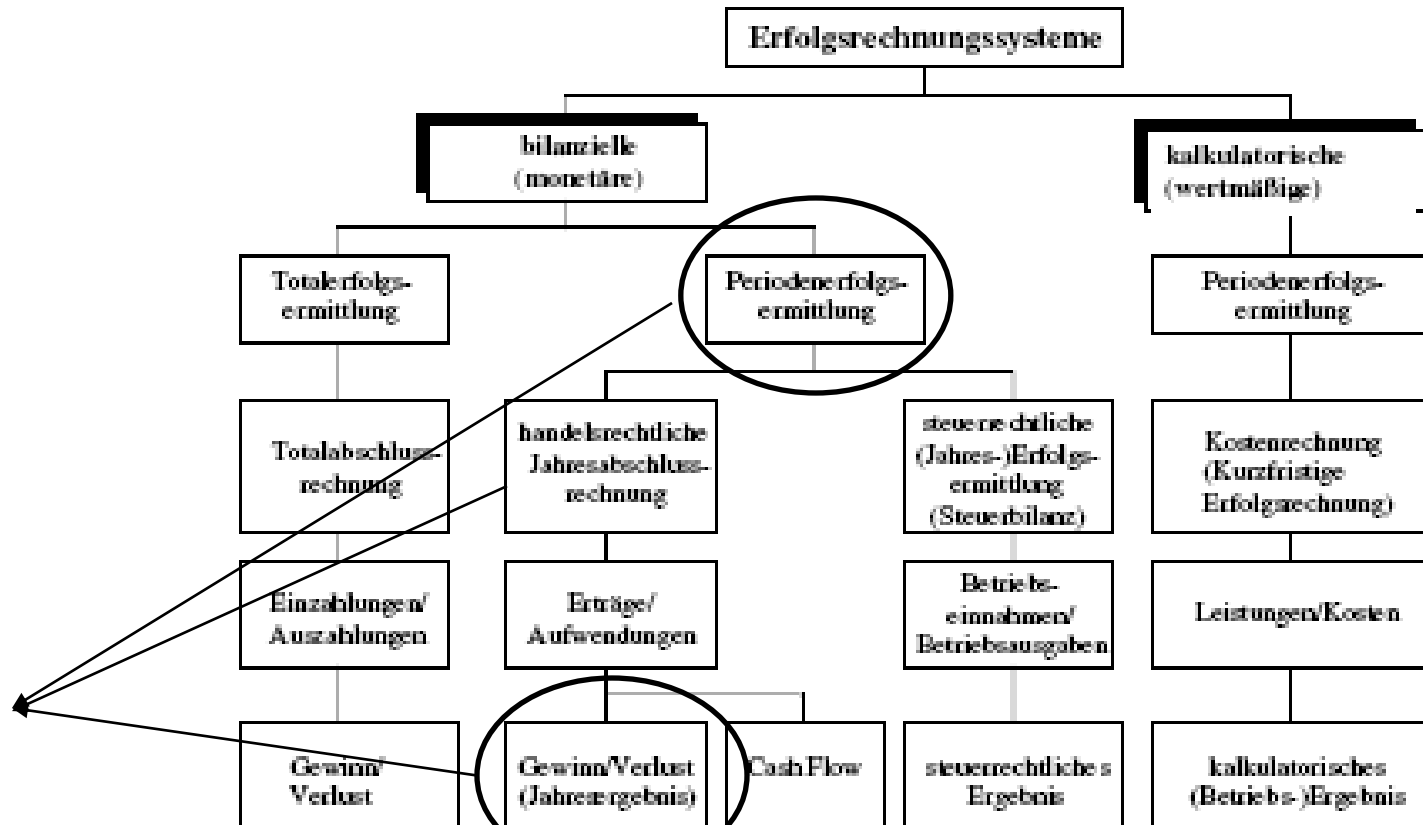 Erfolgsrechnungssysteme
bilanzielle
(monetäre)
kalkulatorische
(wertmäßige)
Totalerfolgs-
ermittlung
Periodenerfolgs-
ermittlung
Periodenerfolgs-
ermittlung
Totalabschluss-
rechnung
handelsrechtliche
Jahresabschluss-
rechnung
steuerrechtliche
(Jahres-)Erfolgs-
ermittlung
(Steuerbilanz)
Kostenrechnung
(Kurzfristige
Erfolgsrechnung)
Einzahlungen/
Auszahlungen
Erträge/
Aufwendungen
Betriebs-
einnahmen/
Betriebsausgaben
Leistungen/Kosten
Gewinn/
Verlust
Gewinn/Verlust
(Jahresergebnis)
Cash Flow
steuerrechtliches
Ergebnis
kalkulatorisches
(Betriebs-)Ergebnis